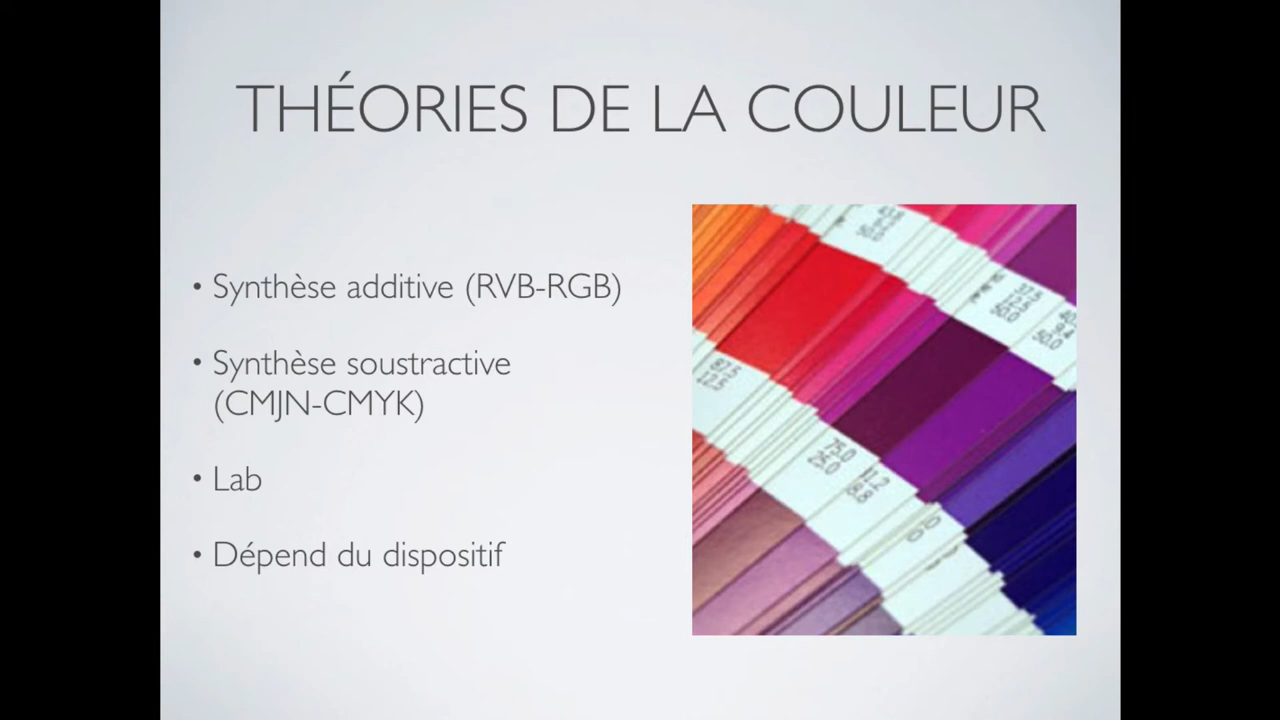 THÉORIES DE LA COULEUR
• Synthèse additive (RVB-RGB)
• Synthèse soustractive
(CMJN-CMYK)
• Lab
• Dépend du dispositif